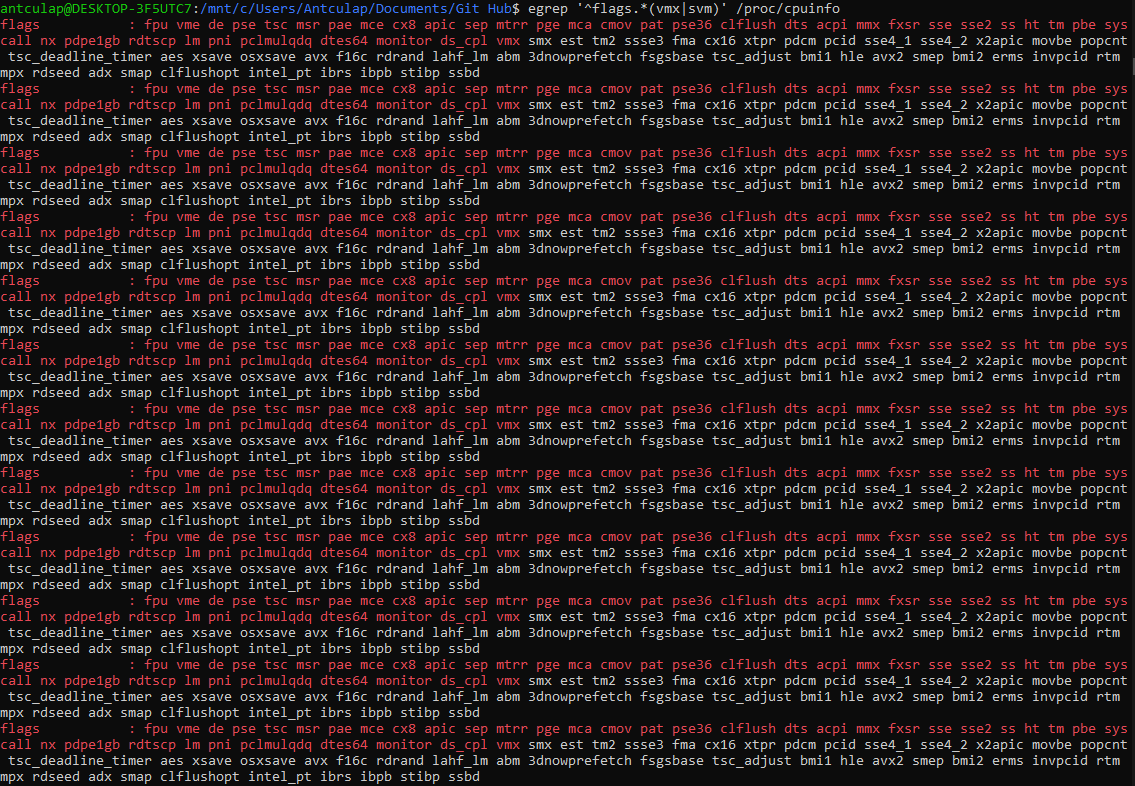 antculap@DESKTOP-3F5UTC7:/mnt/c/Users/Antculap/Documents/Git Hub$ egrep '^flags.*(vmx|svm)' /proc/cpuinfo
flags           : fpu vme de pse tsc msr pae mce cx8 apic sep mtrr pge mca cmov pat pse36 clflush dts acpi mmx fxsr sse sse2 ss ht tm pbe sys
call nx pdpe1gb rdtscp lm pni pclmulqdq dtes64 monitor ds_cpl vmx smx est tm2 ssse3 fma cx16 xtpr pdcm pcid sse4_1 sse4_2 x2apic movbe popcnt
 tsc_deadline_timer aes xsave osxsave avx f16c rdrand lahf_lm abm 3dnowprefetch fsgsbase tsc_adjust bmi1 hle avx2 smep bmi2 erms invpcid rtm
mpx rdseed adx smap clflushopt intel_pt ibrs ibpb stibp ssbd
flags           : fpu vme de pse tsc msr pae mce cx8 apic sep mtrr pge mca cmov pat pse36 clflush dts acpi mmx fxsr sse sse2 ss ht tm pbe sys
call nx pdpe1gb rdtscp lm pni pclmulqdq dtes64 monitor ds_cpl vmx smx est tm2 ssse3 fma cx16 xtpr pdcm pcid sse4_1 sse4_2 x2apic movbe popcnt
 tsc_deadline_timer aes xsave osxsave avx f16c rdrand lahf_lm abm 3dnowprefetch fsgsbase tsc_adjust bmi1 hle avx2 smep bmi2 erms invpcid rtm
mpx rdseed adx smap clflushopt intel_pt ibrs ibpb stibp ssbd
flags           : fpu vme de pse tsc msr pae mce cx8 apic sep mtrr pge mca cmov pat pse36 clflush dts acpi mmx fxsr sse sse2 ss ht tm pbe sys
call nx pdpe1gb rdtscp lm pni pclmulqdq dtes64 monitor ds_cpl vmx smx est tm2 ssse3 fma cx16 xtpr pdcm pcid sse4_1 sse4_2 x2apic movbe popcnt
 tsc_deadline_timer aes xsave osxsave avx f16c rdrand lahf_lm abm 3dnowprefetch fsgsbase tsc_adjust bmi1 hle avx2 smep bmi2 erms invpcid rtm
mpx rdseed adx smap clflushopt intel_pt ibrs ibpb stibp ssbd
flags           : fpu vme de pse tsc msr pae mce cx8 apic sep mtrr pge mca cmov pat pse36 clflush dts acpi mmx fxsr sse sse2 ss ht tm pbe sys
call nx pdpe1gb rdtscp lm pni pclmulqdq dtes64 monitor ds_cpl vmx smx est tm2 ssse3 fma cx16 xtpr pdcm pcid sse4_1 sse4_2 x2apic movbe popcnt
 tsc_deadline_timer aes xsave osxsave avx f16c rdrand lahf_lm abm 3dnowprefetch fsgsbase tsc_adjust bmi1 hle avx2 smep bmi2 erms invpcid rtm
mpx rdseed adx smap clflushopt intel_pt ibrs ibpb stibp ssbd
flags           : fpu vme de pse tsc msr pae mce cx8 apic sep mtrr pge mca cmov pat pse36 clflush dts acpi mmx fxsr sse sse2 ss ht tm pbe sys
call nx pdpe1gb rdtscp lm pni pclmulqdq dtes64 monitor ds_cpl vmx smx est tm2 ssse3 fma cx16 xtpr pdcm pcid sse4_1 sse4_2 x2apic movbe popcnt
 tsc_deadline_timer aes xsave osxsave avx f16c rdrand lahf_lm abm 3dnowprefetch fsgsbase tsc_adjust bmi1 hle avx2 smep bmi2 erms invpcid rtm
mpx rdseed adx smap clflushopt intel_pt ibrs ibpb stibp ssbd
flags           : fpu vme de pse tsc msr pae mce cx8 apic sep mtrr pge mca cmov pat pse36 clflush dts acpi mmx fxsr sse sse2 ss ht tm pbe sys
call nx pdpe1gb rdtscp lm pni pclmulqdq dtes64 monitor ds_cpl vmx smx est tm2 ssse3 fma cx16 xtpr pdcm pcid sse4_1 sse4_2 x2apic movbe popcnt
 tsc_deadline_timer aes xsave osxsave avx f16c rdrand lahf_lm abm 3dnowprefetch fsgsbase tsc_adjust bmi1 hle avx2 smep bmi2 erms invpcid rtm
mpx rdseed adx smap clflushopt intel_pt ibrs ibpb stibp ssbd
flags           : fpu vme de pse tsc msr pae mce cx8 apic sep mtrr pge mca cmov pat pse36 clflush dts acpi mmx fxsr sse sse2 ss ht tm pbe sys
call nx pdpe1gb rdtscp lm pni pclmulqdq dtes64 monitor ds_cpl vmx smx est tm2 ssse3 fma cx16 xtpr pdcm pcid sse4_1 sse4_2 x2apic movbe popcnt
 tsc_deadline_timer aes xsave osxsave avx f16c rdrand lahf_lm abm 3dnowprefetch fsgsbase tsc_adjust bmi1 hle avx2 smep bmi2 erms invpcid rtm
mpx rdseed adx smap clflushopt intel_pt ibrs ibpb stibp ssbd
flags           : fpu vme de pse tsc msr pae mce cx8 apic sep mtrr pge mca cmov pat pse36 clflush dts acpi mmx fxsr sse sse2 ss ht tm pbe sys
call nx pdpe1gb rdtscp lm pni pclmulqdq dtes64 monitor ds_cpl vmx smx est tm2 ssse3 fma cx16 xtpr pdcm pcid sse4_1 sse4_2 x2apic movbe popcnt
 tsc_deadline_timer aes xsave osxsave avx f16c rdrand lahf_lm abm 3dnowprefetch fsgsbase tsc_adjust bmi1 hle avx2 smep bmi2 erms invpcid rtm
mpx rdseed adx smap clflushopt intel_pt ibrs ibpb stibp ssbd
flags           : fpu vme de pse tsc msr pae mce cx8 apic sep mtrr pge mca cmov pat pse36 clflush dts acpi mmx fxsr sse sse2 ss ht tm pbe sys
call nx pdpe1gb rdtscp lm pni pclmulqdq dtes64 monitor ds_cpl vmx smx est tm2 ssse3 fma cx16 xtpr pdcm pcid sse4_1 sse4_2 x2apic movbe popcnt
 tsc_deadline_timer aes xsave osxsave avx f16c rdrand lahf_lm abm 3dnowprefetch fsgsbase tsc_adjust bmi1 hle avx2 smep bmi2 erms invpcid rtm
mpx rdseed adx smap clflushopt intel_pt ibrs ibpb stibp ssbd
flags           : fpu vme de pse tsc msr pae mce cx8 apic sep mtrr pge mca cmov pat pse36 clflush dts acpi mmx fxsr sse sse2 ss ht tm pbe sys
call nx pdpe1gb rdtscp lm pni pclmulqdq dtes64 monitor ds_cpl vmx smx est tm2 ssse3 fma cx16 xtpr pdcm pcid sse4_1 sse4_2 x2apic movbe popcnt
 tsc_deadline_timer aes xsave osxsave avx f16c rdrand lahf_lm abm 3dnowprefetch fsgsbase tsc_adjust bmi1 hle avx2 smep bmi2 erms invpcid rtm
mpx rdseed adx smap clflushopt intel_pt ibrs ibpb stibp ssbd
flags           : fpu vme de pse tsc msr pae mce cx8 apic sep mtrr pge mca cmov pat pse36 clflush dts acpi mmx fxsr sse sse2 ss ht tm pbe sys
call nx pdpe1gb rdtscp lm pni pclmulqdq dtes64 monitor ds_cpl vmx smx est tm2 ssse3 fma cx16 xtpr pdcm pcid sse4_1 sse4_2 x2apic movbe popcnt
 tsc_deadline_timer aes xsave osxsave avx f16c rdrand lahf_lm abm 3dnowprefetch fsgsbase tsc_adjust bmi1 hle avx2 smep bmi2 erms invpcid rtm
mpx rdseed adx smap clflushopt intel_pt ibrs ibpb stibp ssbd
flags           : fpu vme de pse tsc msr pae mce cx8 apic sep mtrr pge mca cmov pat pse36 clflush dts acpi mmx fxsr sse sse2 ss ht tm pbe sys
call nx pdpe1gb rdtscp lm pni pclmulqdq dtes64 monitor ds_cpl vmx smx est tm2 ssse3 fma cx16 xtpr pdcm pcid sse4_1 sse4_2 x2apic movbe popcnt
 tsc_deadline_timer aes xsave osxsave avx f16c rdrand lahf_lm abm 3dnowprefetch fsgsbase tsc_adjust bmi1 hle avx2 smep bmi2 erms invpcid rtm
mpx rdseed adx smap clflushopt intel_pt ibrs ibpb stibp ssbd